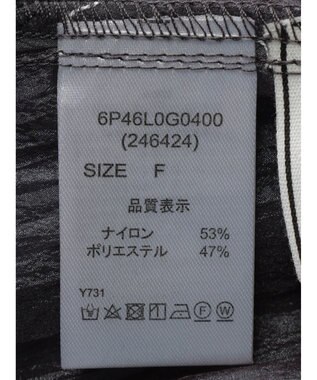 6P46L0G0400
(246424)
SIZE F
品質表示
ナイロン 53%
ポリエステル 47%
Y731
F W